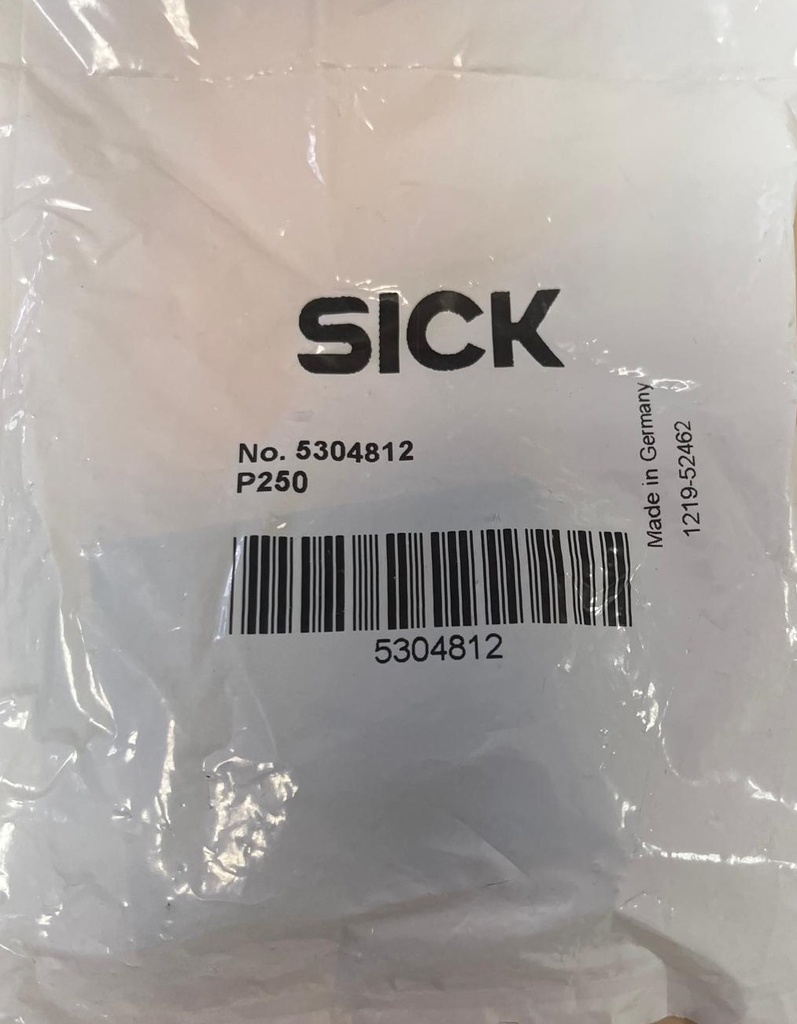 SICK
No. 5304812
P250
5304812
Made in Germany
1219-52462